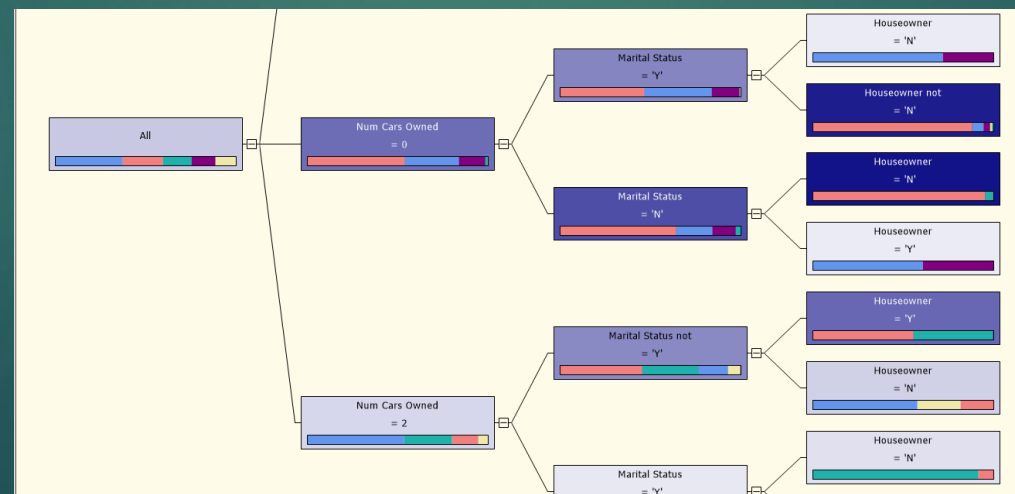 All
Num Cars Owned
= 0
Marital Status
= 'Y'
Houseowner
= 'N'
Houseowner not
= 'N'
Marital Status
= 'N'
Houseowner
= 'N'
Houseowner
= 'Y'
Num Cars Owned
= 2
Marital Status not
= 'Y'
Houseowner
= 'Y'
Houseowner
= 'N'
Marital Status
= 'Y'
Houseowner
= 'N'